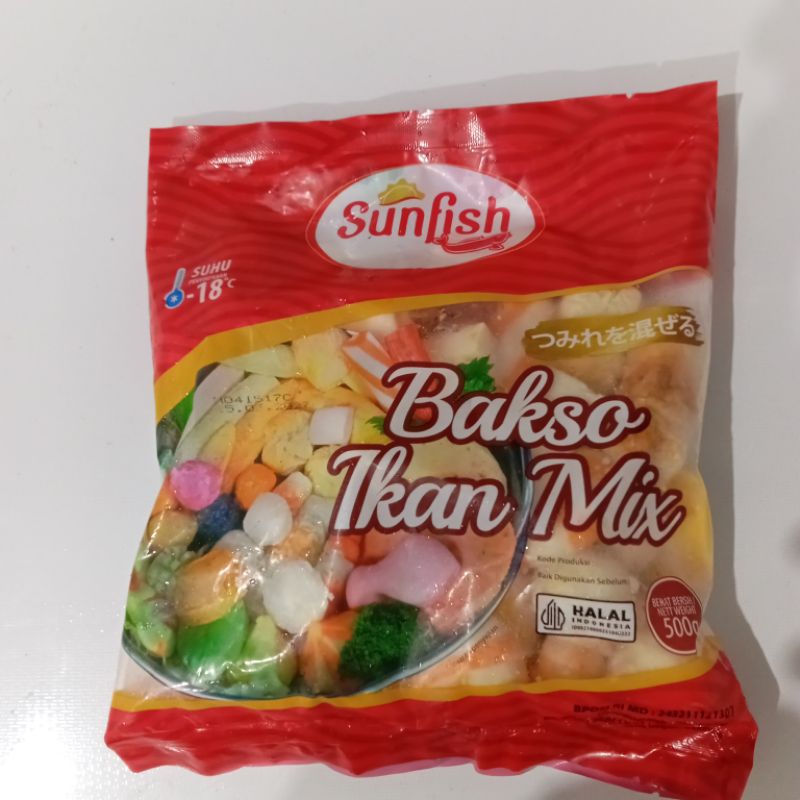 Sunfish
SUHU
PENYIMPANAN
-18°C
つみれを混ぜる
Bakso
Ikan Mix
Kode Produksi
Baik Digunakan Sebelum:
HALAL
INDONESIA
BERAT BERSIH /
NETT WEIGHT
500g